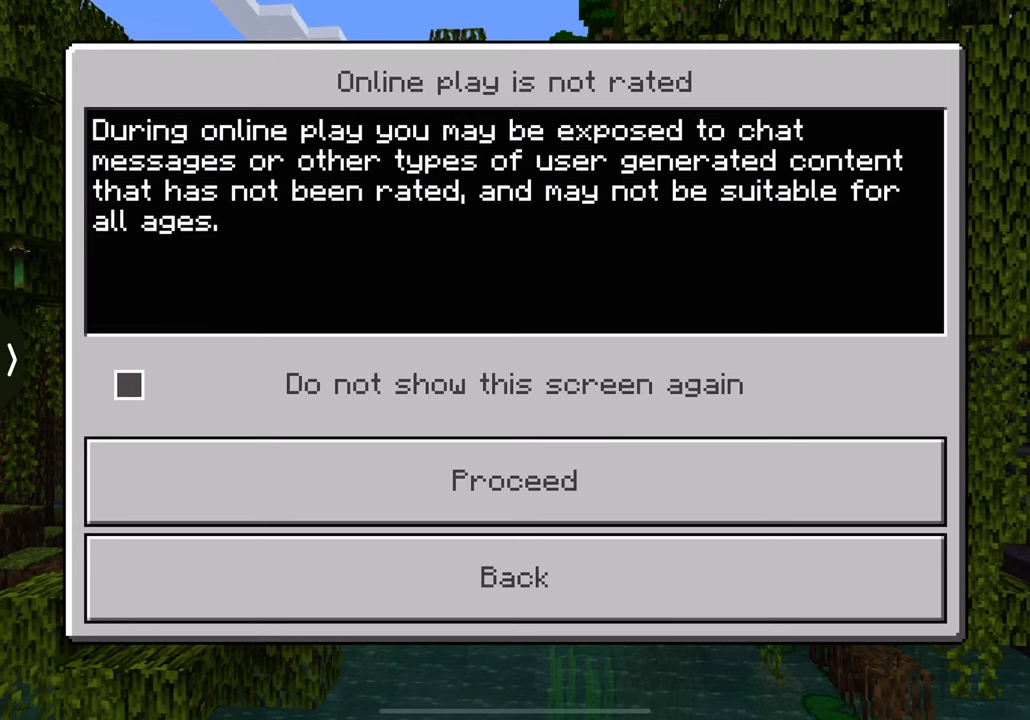 Online play is not rated
During online play you may be exposed to chat
messages or other types of user generated content
that has not been rated, and may not be suitable for
all ages.
Do not show this screen again
Proceed
Back